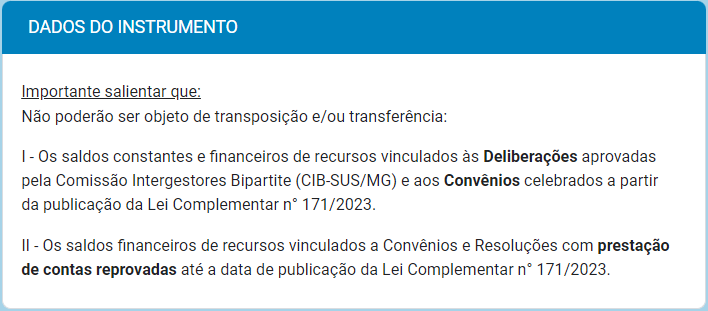 DADOS DO INSTRUMENTO
Importante salientar que:
Não poderão ser objeto de transposição e/ou transferência:
I - Os saldos constantes e financeiros de recursos vinculados às Deliberações aprovadas
pela Comissão Intergestores Bipartite (CIB-SUS/MG) e aos Convênios celebrados a partir
da publicação da Lei Complementar n° 171/2023.
II - Os saldos financeiros de recursos vinculados a Convênios e Resoluções com prestação
de contas reprovadas até a data de publicação da Lei Complementar n° 171/2023.